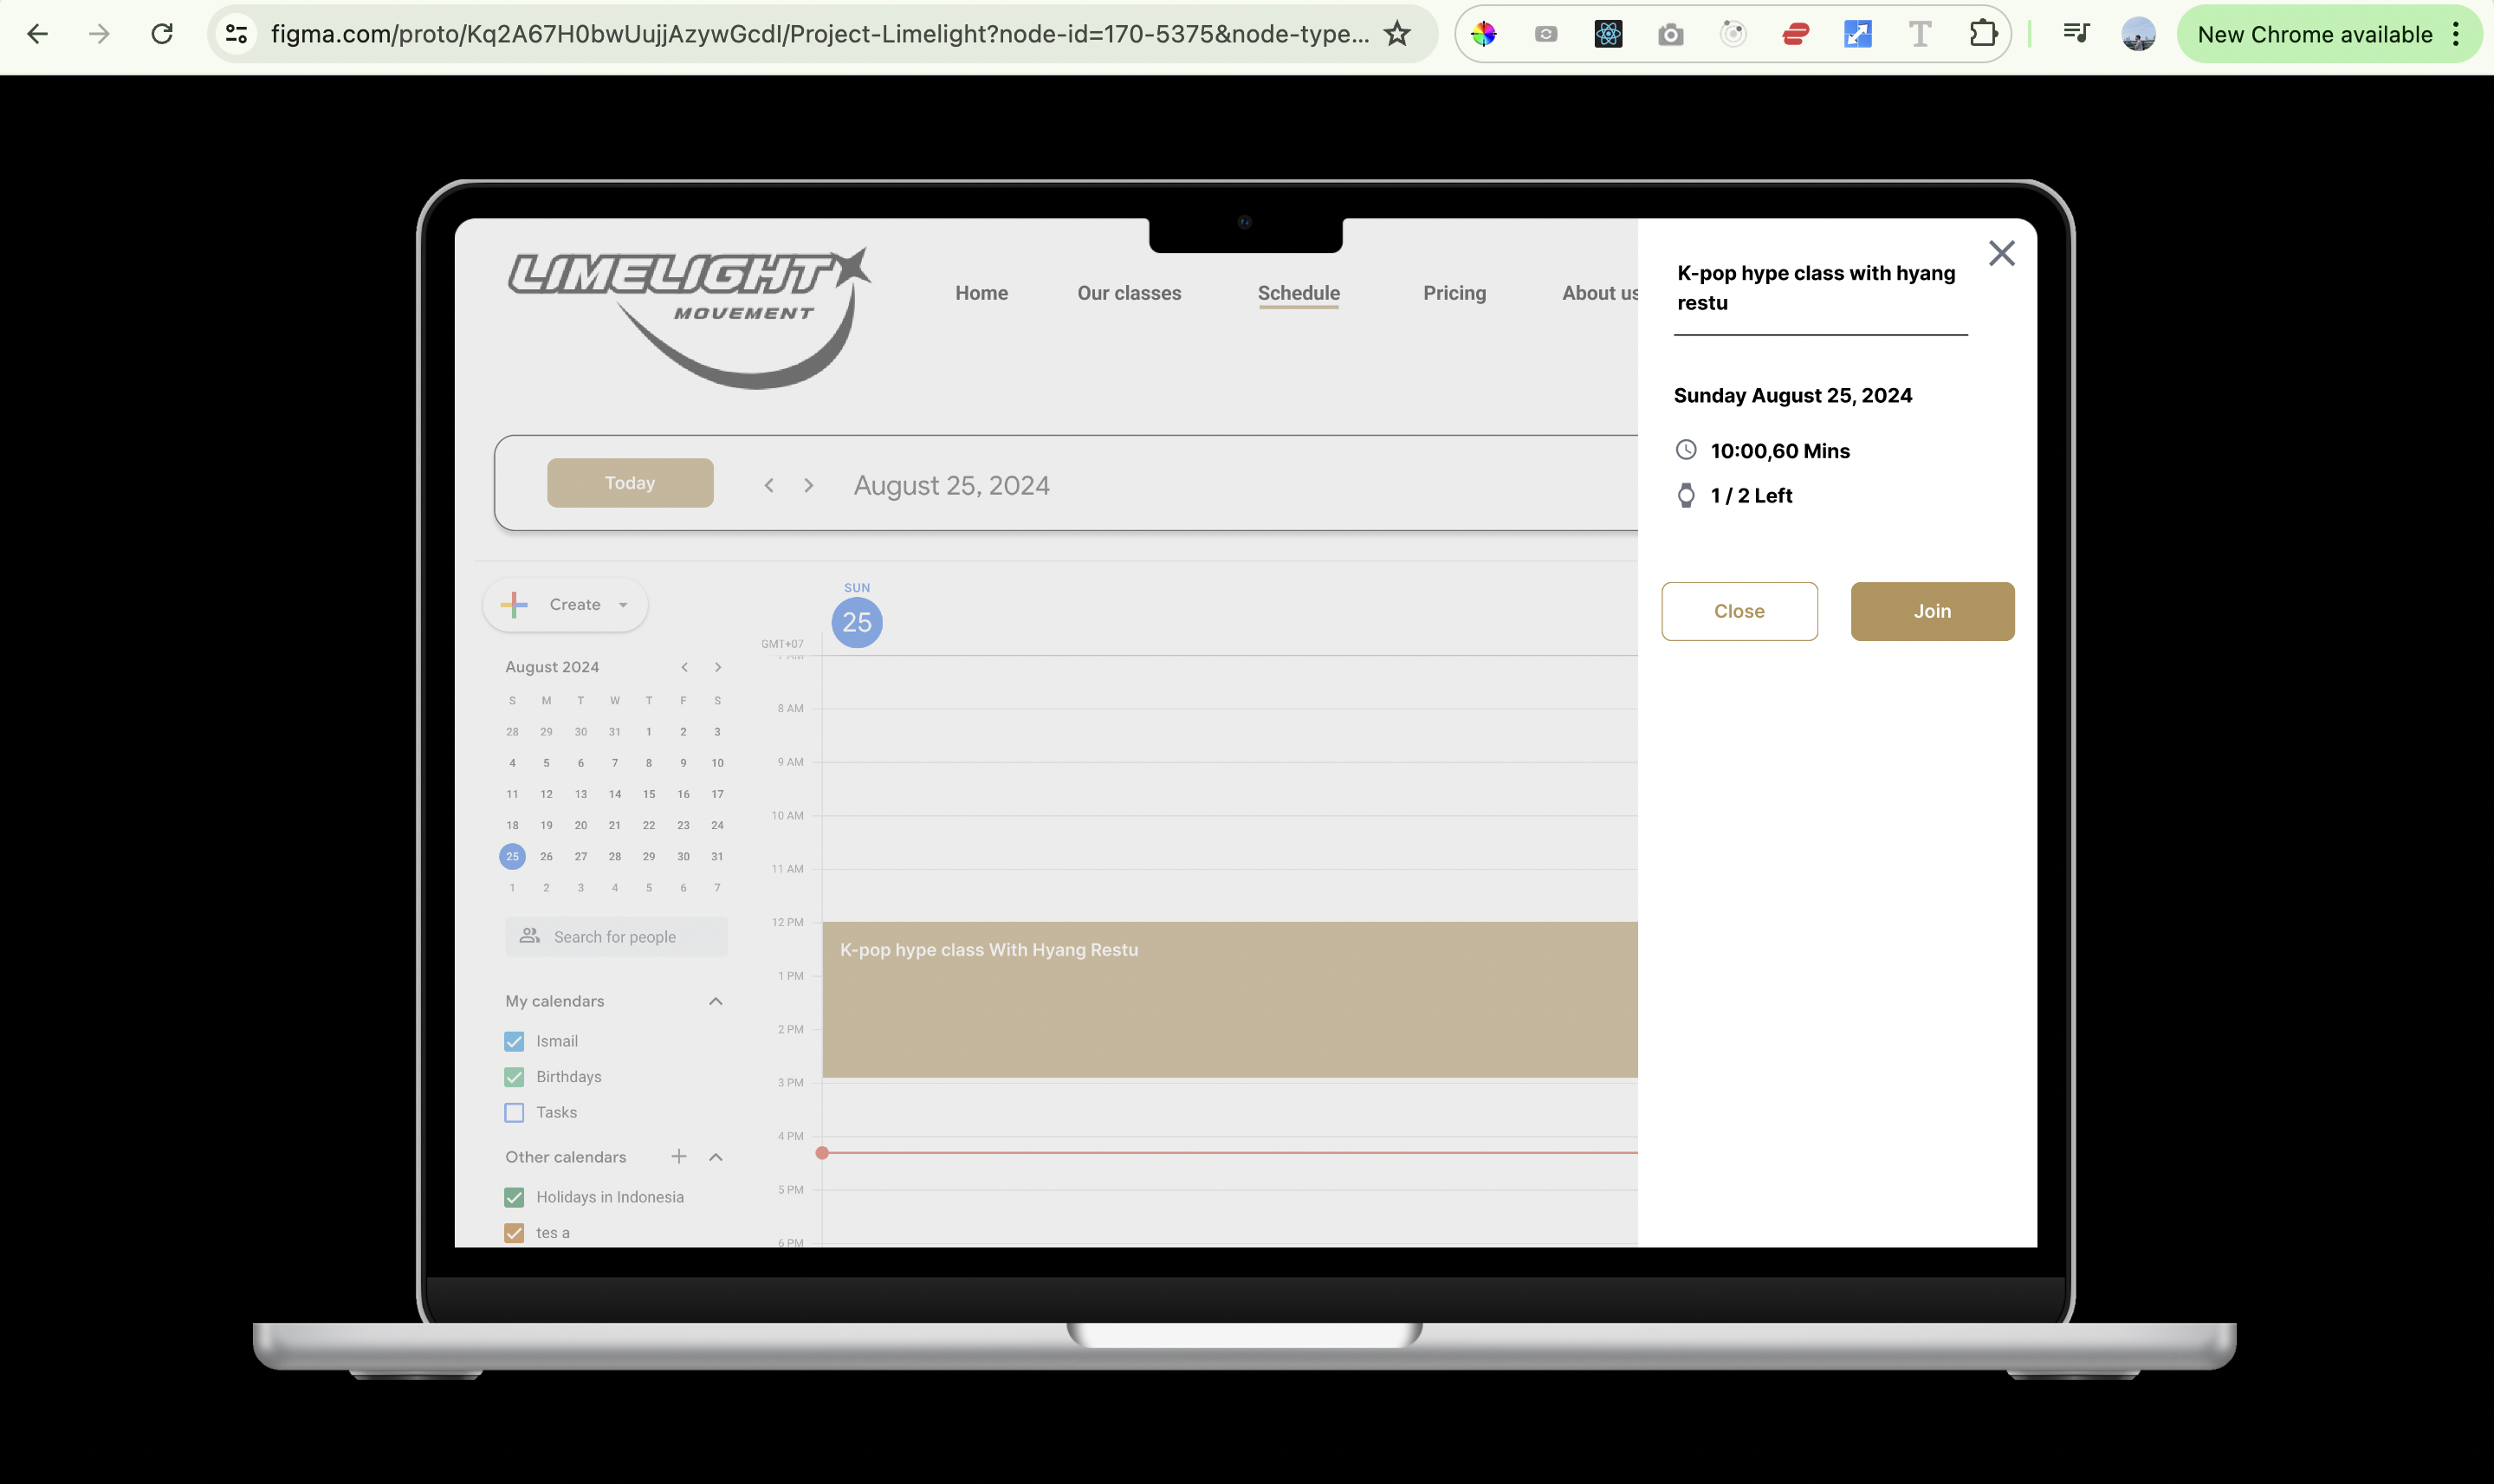 figma.com/proto/Kq2A67H0bwUujjAzywGcdI/Project-Limelight?node-id=170-5375&node-type...
New Chrome available
LIMELIGHT
MOVEMENT
Home
Our classes
Schedule
Pricing
About us
K-pop hype class with hyang
restu
Sunday August 25, 2024
10:00,60 Mins
1 / 2 Left
Close
Join
Today
August 25, 2024
Create
SUN
25
GMT+07
7 AM
8 AM
9 AM
10 AM
11 AM
12 PM
1 PM
2 PM
3 PM
4 PM
5 PM
6 PM
K-pop hype class With Hyang Restu
August 2024
S M T W T F S
28 29 30 31 1 2 3
4 5 6 7 8 9 10
11 12 13 14 15 16 17
18 19 20 21 22 23 24
25 26 27 28 29 30 31
1 2 3 4 5 6 7
Search for people
My calendars
Ismail
Birthdays
Tasks
Other calendars
Holidays in Indonesia
tes a